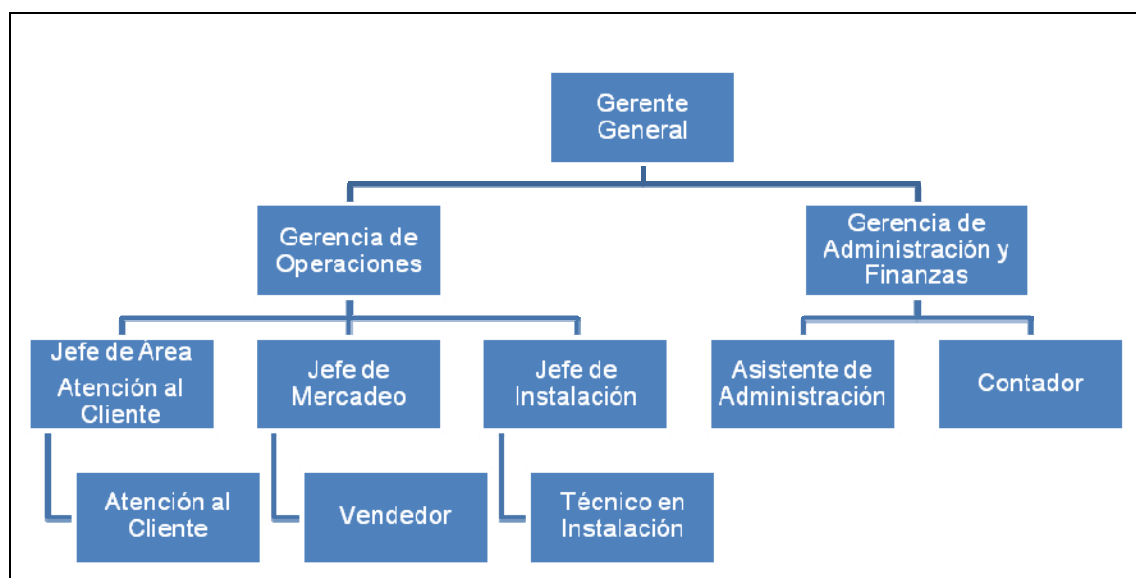 Gerente
General
Gerencia de
Operaciones
Gerencia de
Administración y
Finanzas
Jefe de Área
Atención al
Cliente
Jefe de
Mercadeo
Jefe de
Instalación
Asistente de
Administración
Contador
Atención al
Cliente
Vendedor
Técnico en
Instalación